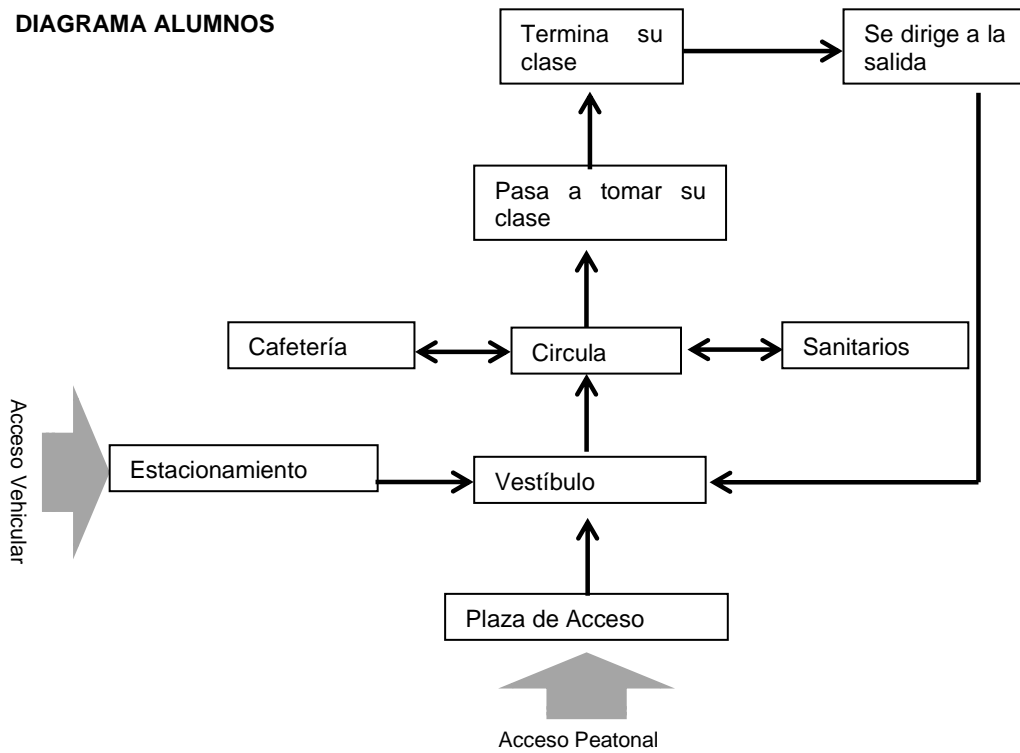 DIAGRAMA ALUMNOS
Termina su
clase
Se dirige a la
salida
Pasa a tomar su
clase
Cafetería
Circula
Sanitarios
Acceso Vehicular
Estacionamiento
Vestíbulo
Plaza de Acceso
Acceso Peatonal